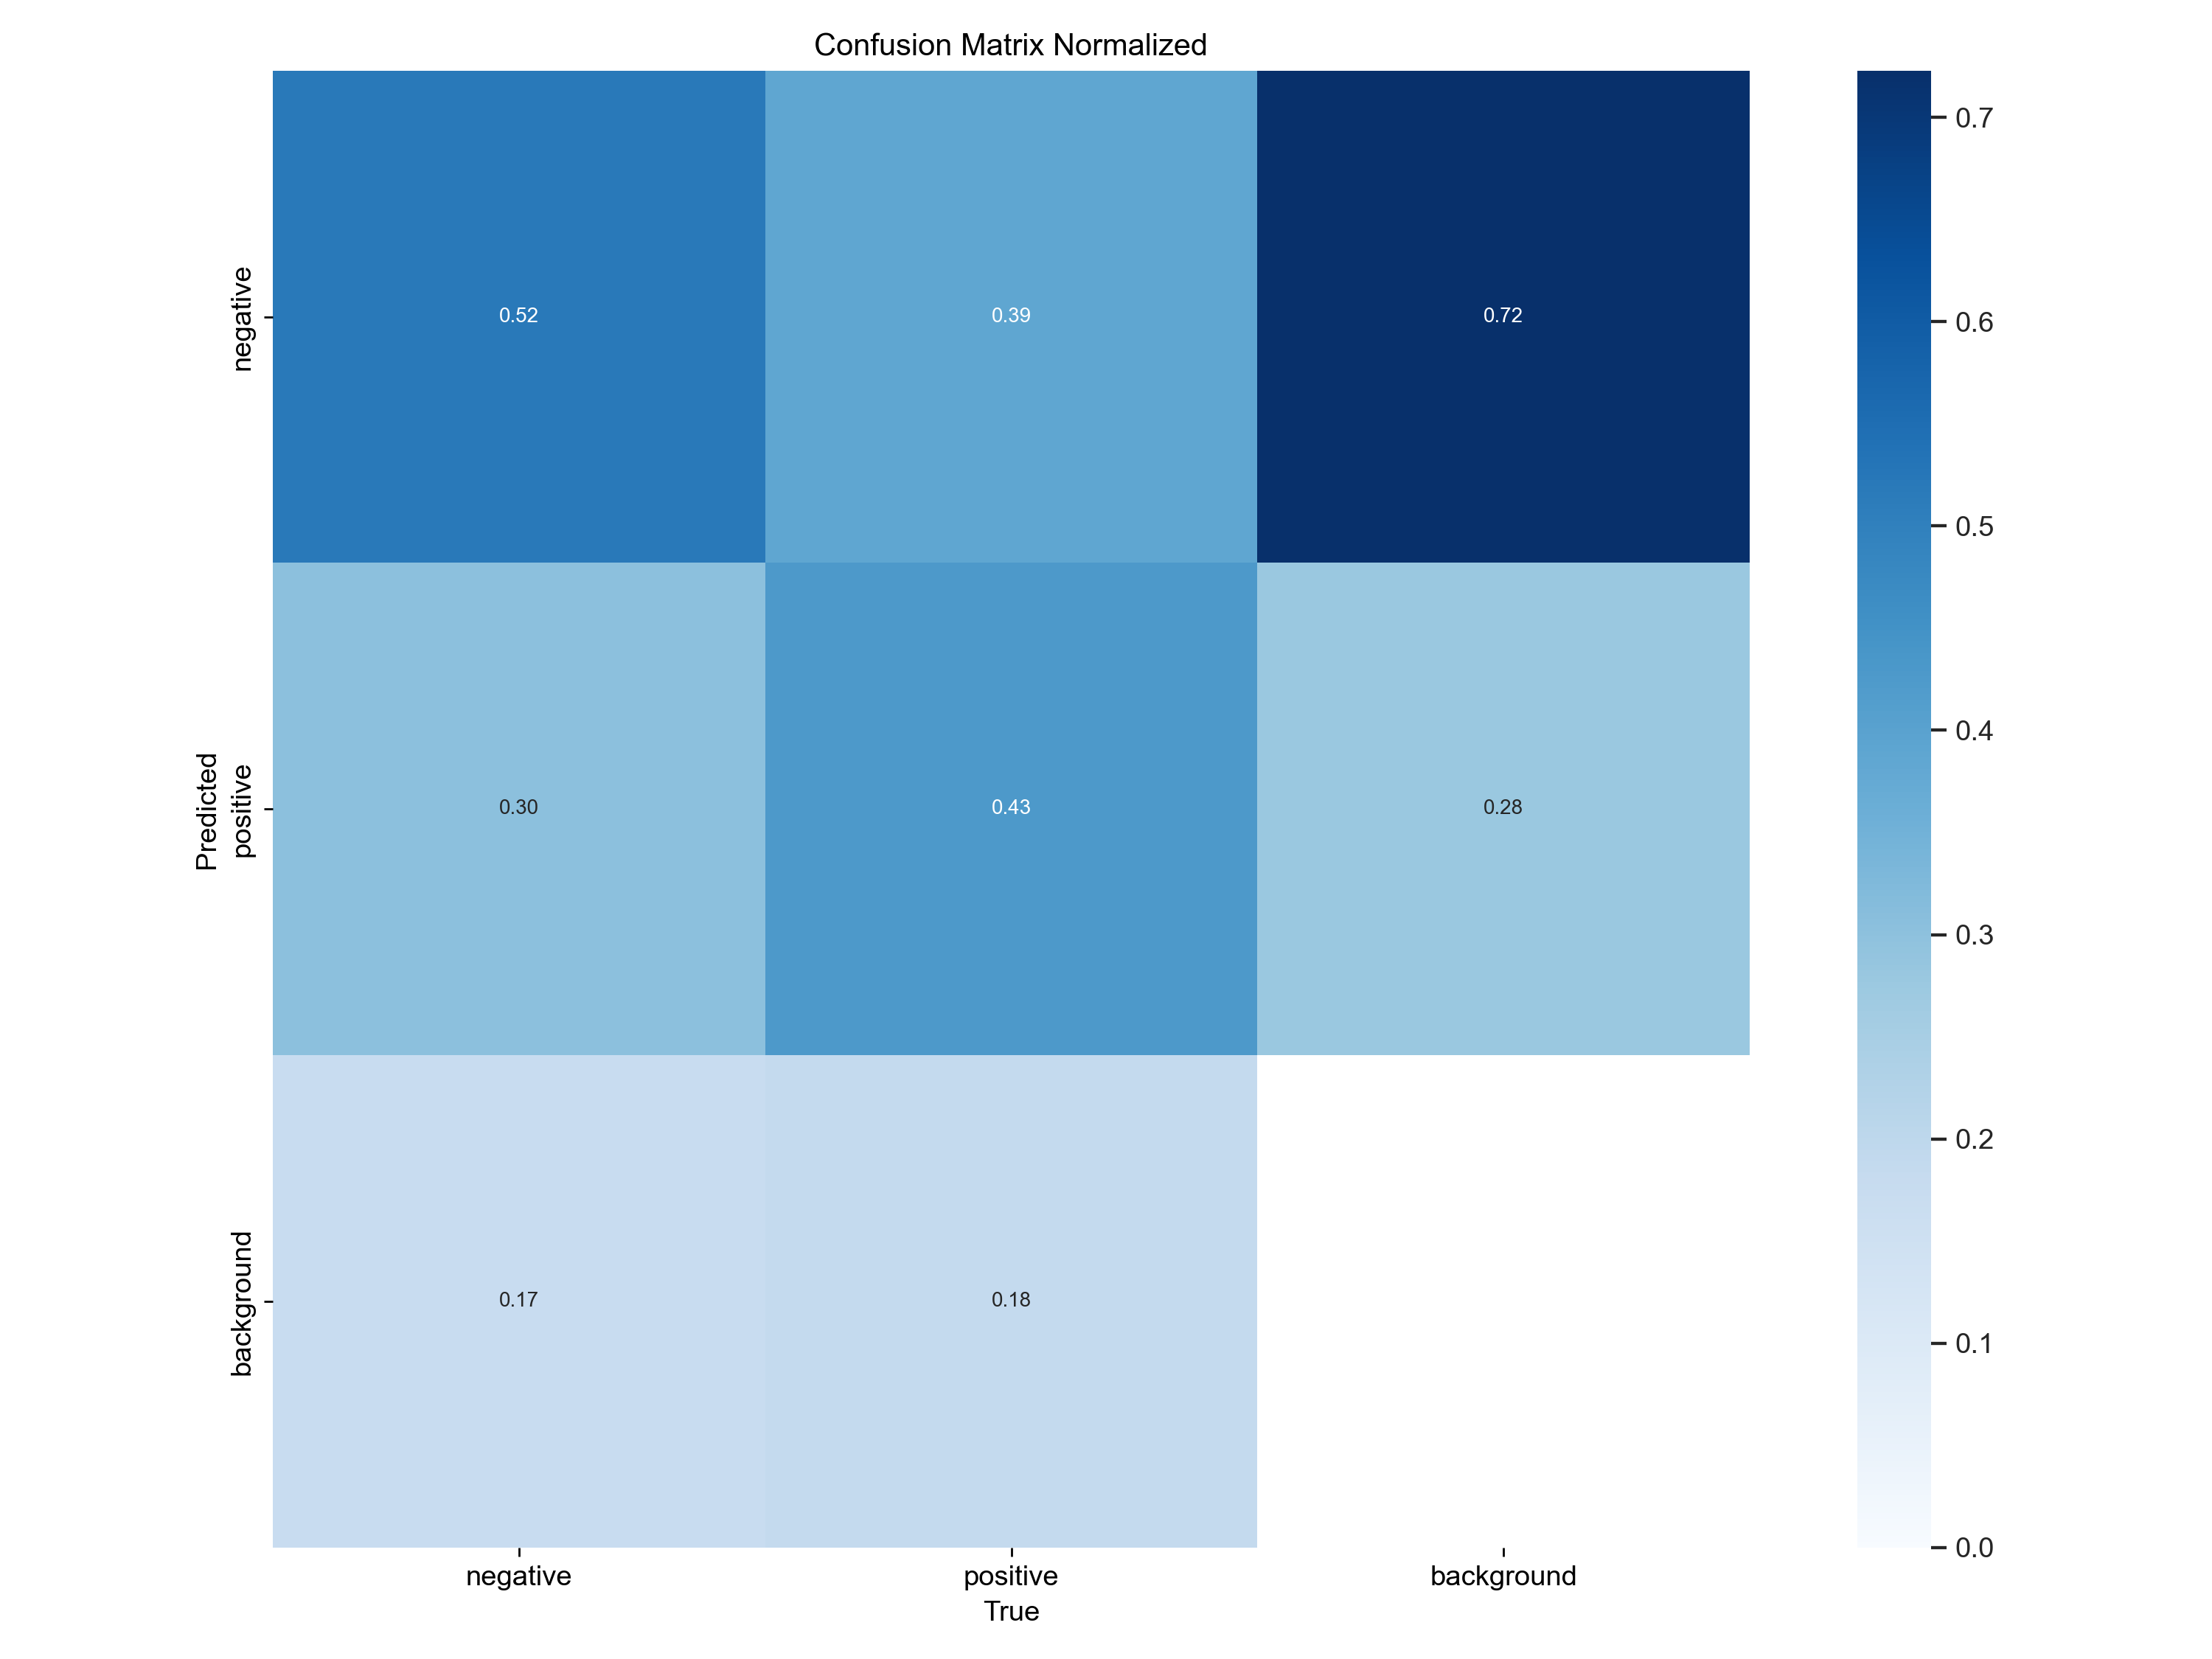 Confusion Matrix Normalized
negative
0.52
0.39
0.72
Predicted
positive
0.30
0.43
0.28
background
0.17
0.18
negative
positive
background
True
0.7
0.6
0.5
0.4
0.3
0.2
0.1
0.0